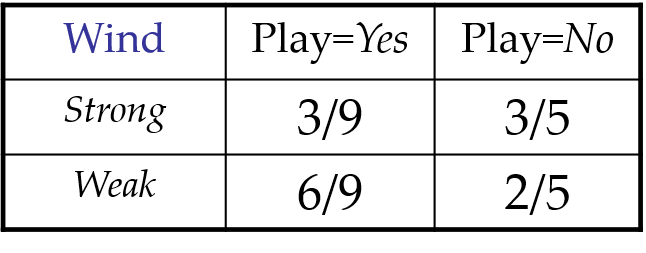 Wind Play=Yes Play=No
Strong 3/9 3/5
Weak 6/9 2/5